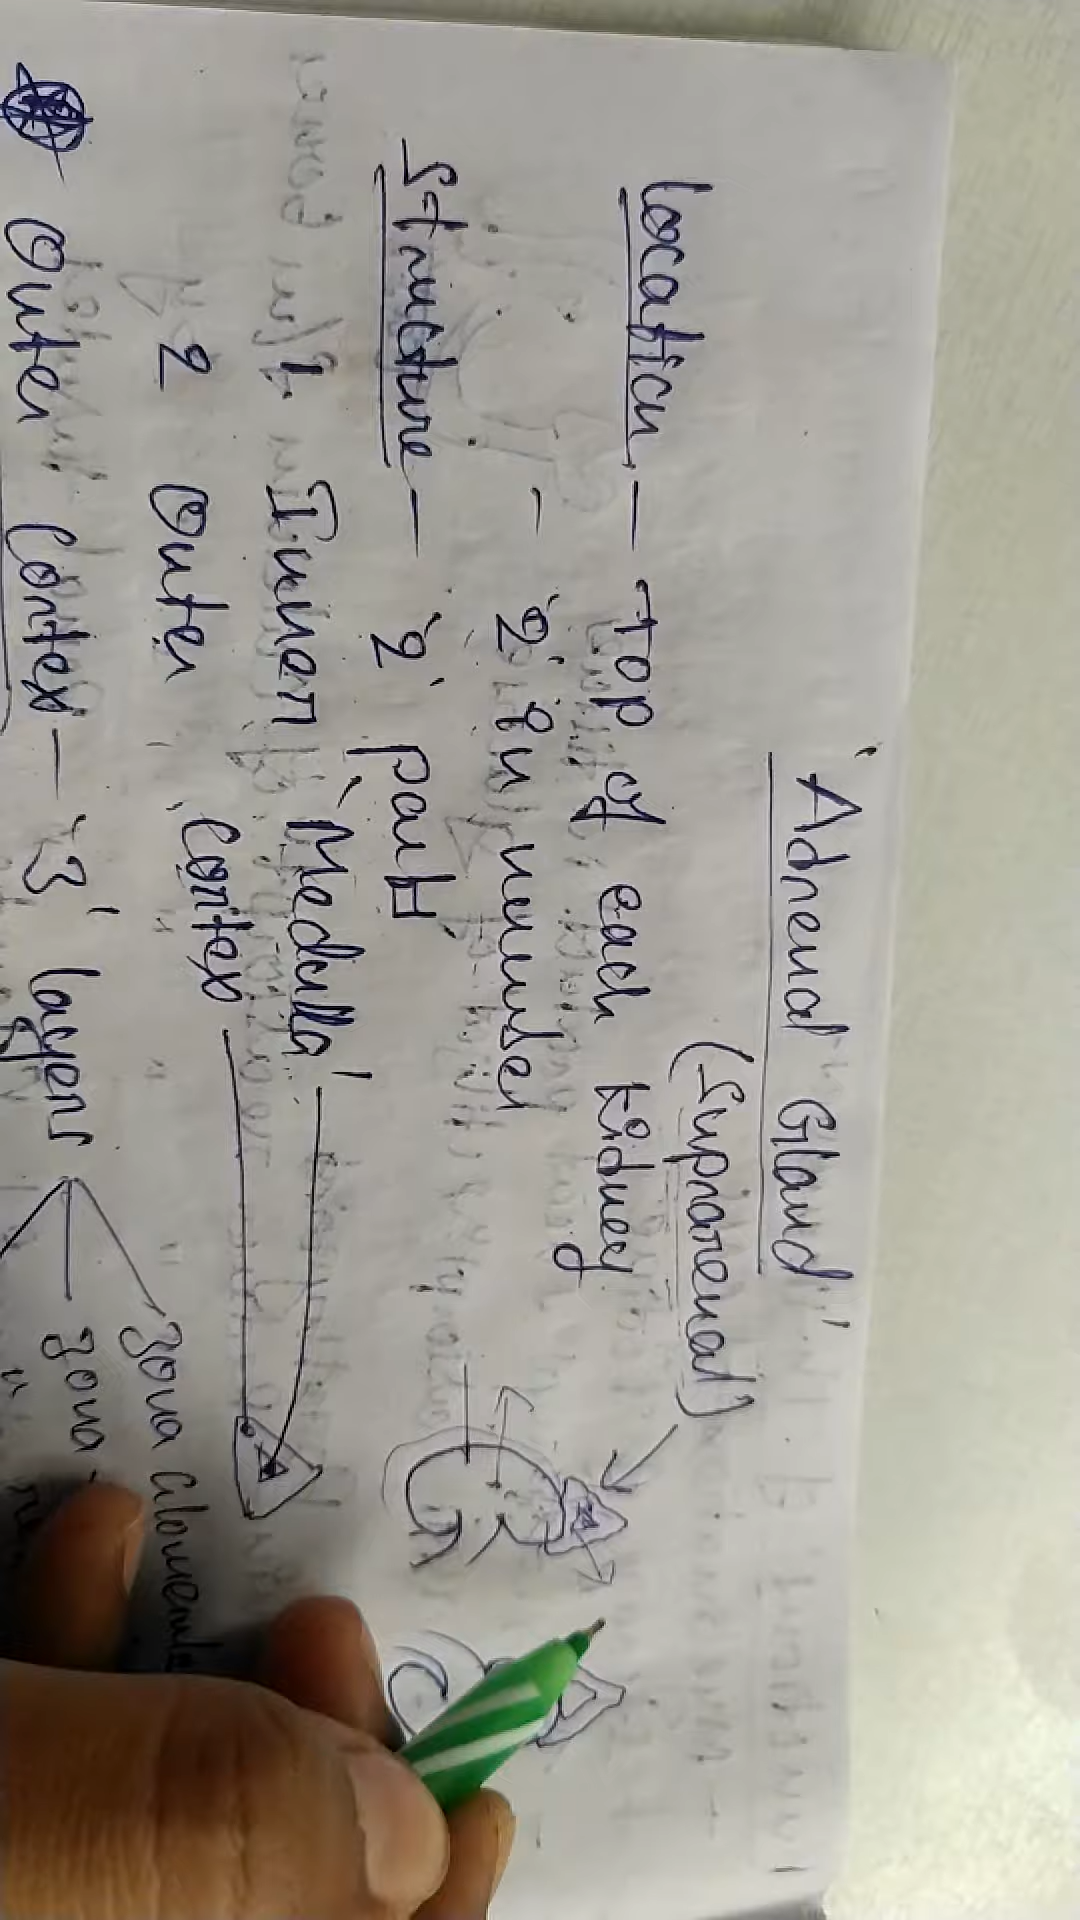 'Adrenal Gland'
(Suprarenal)
Location — Top of each kidney
— '2' in number
Structure — '2' part
1 Inner 'Medulla'
2 Outer Cortex
Outer Cortex — '3' layers
zona Glomerul
zona